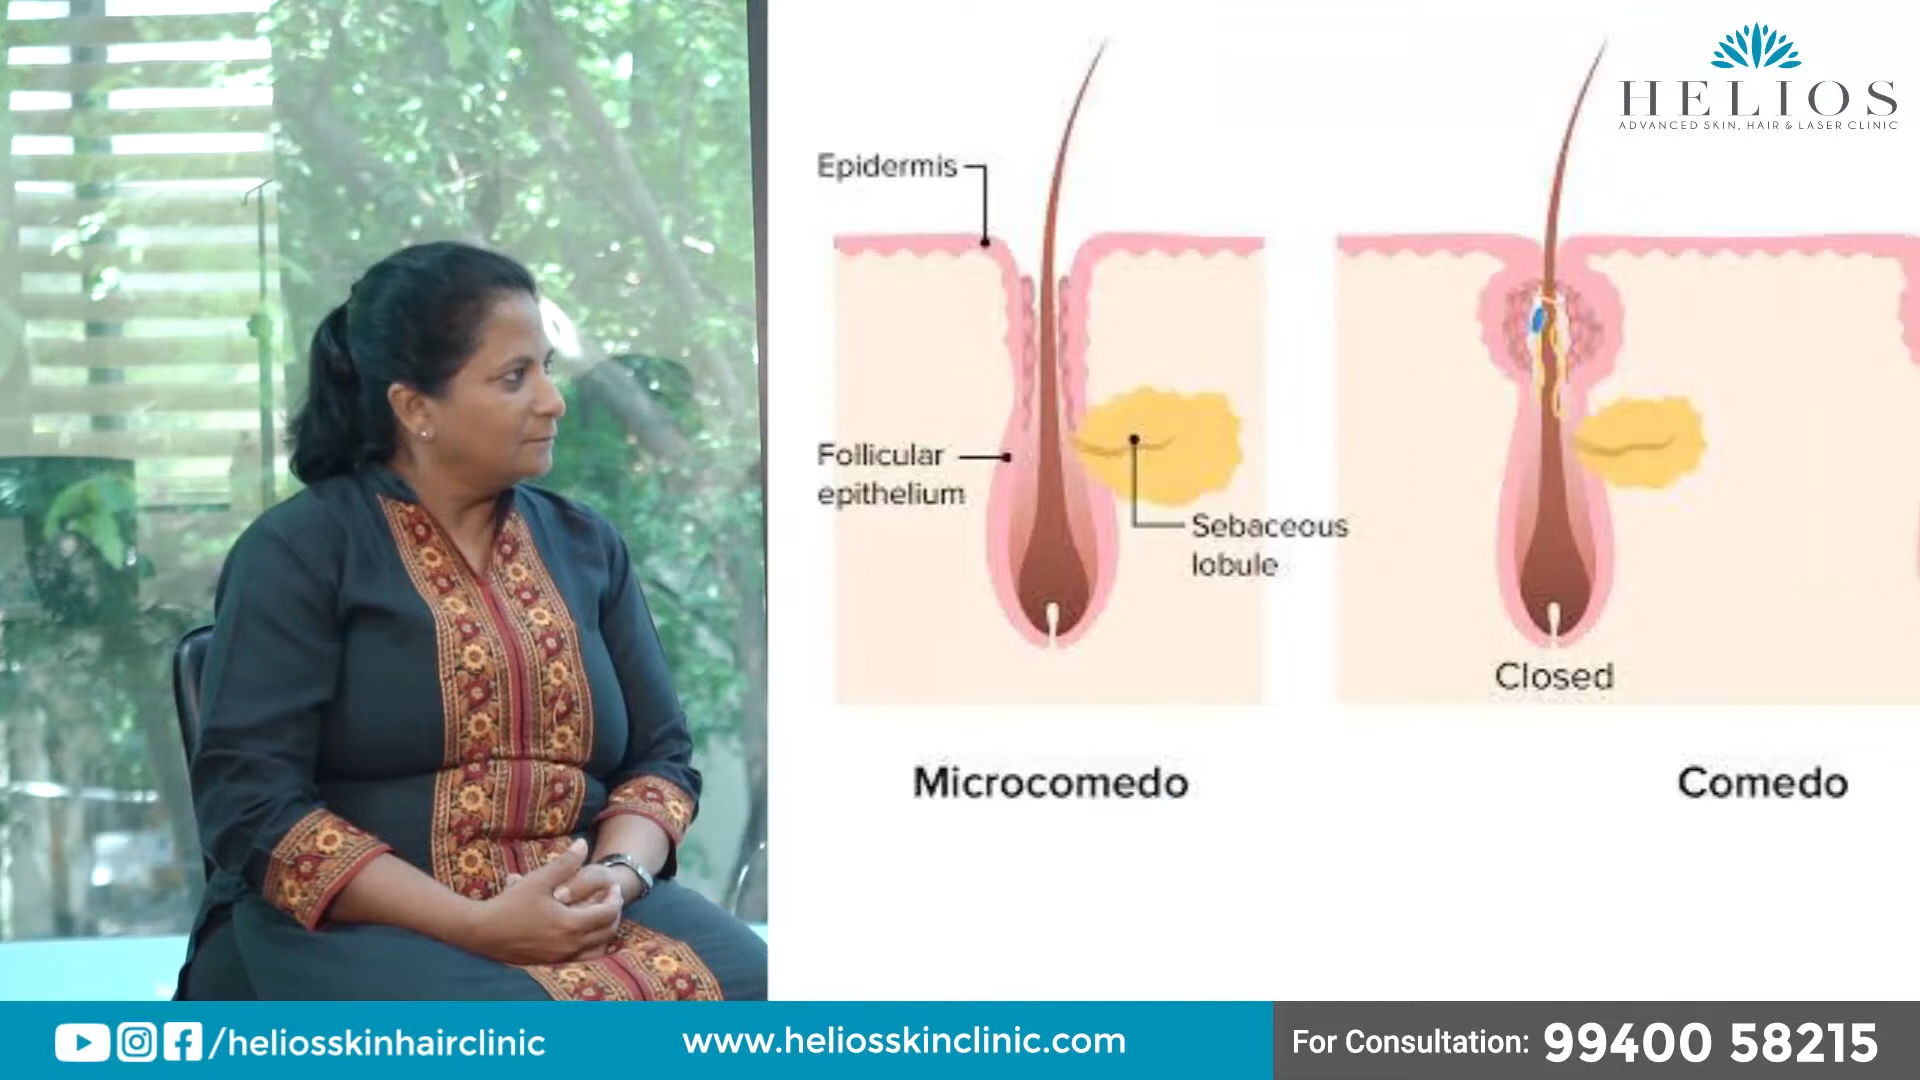 HELIOS
ADVANCED SKIN, HAIR & LASER CLINIC
Epidermis
Follicular
epithelium
Sebaceous
lobule
Closed
Microcomedo
Comedo
/heliosskinhairclinic
www.heliosskinclinic.com
For Consultation: 99400 58215